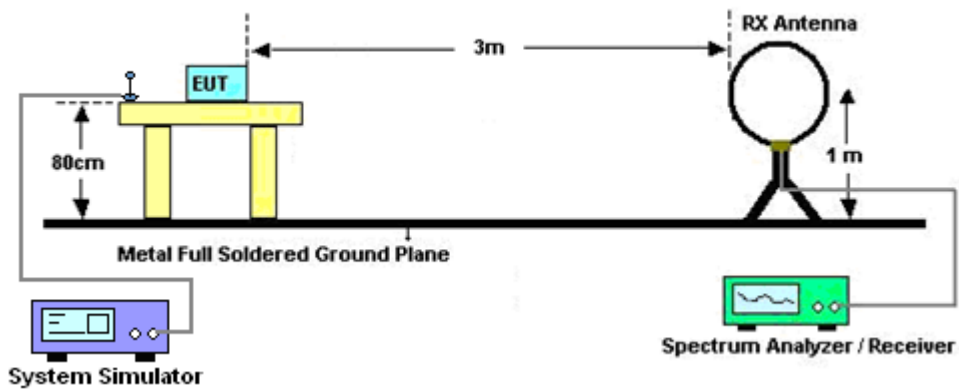 RX Antenna
3m
EUT
80cm
1 m
Metal Full Soldered Ground Plane
Spectrum Analyzer / Receiver
System Simulator